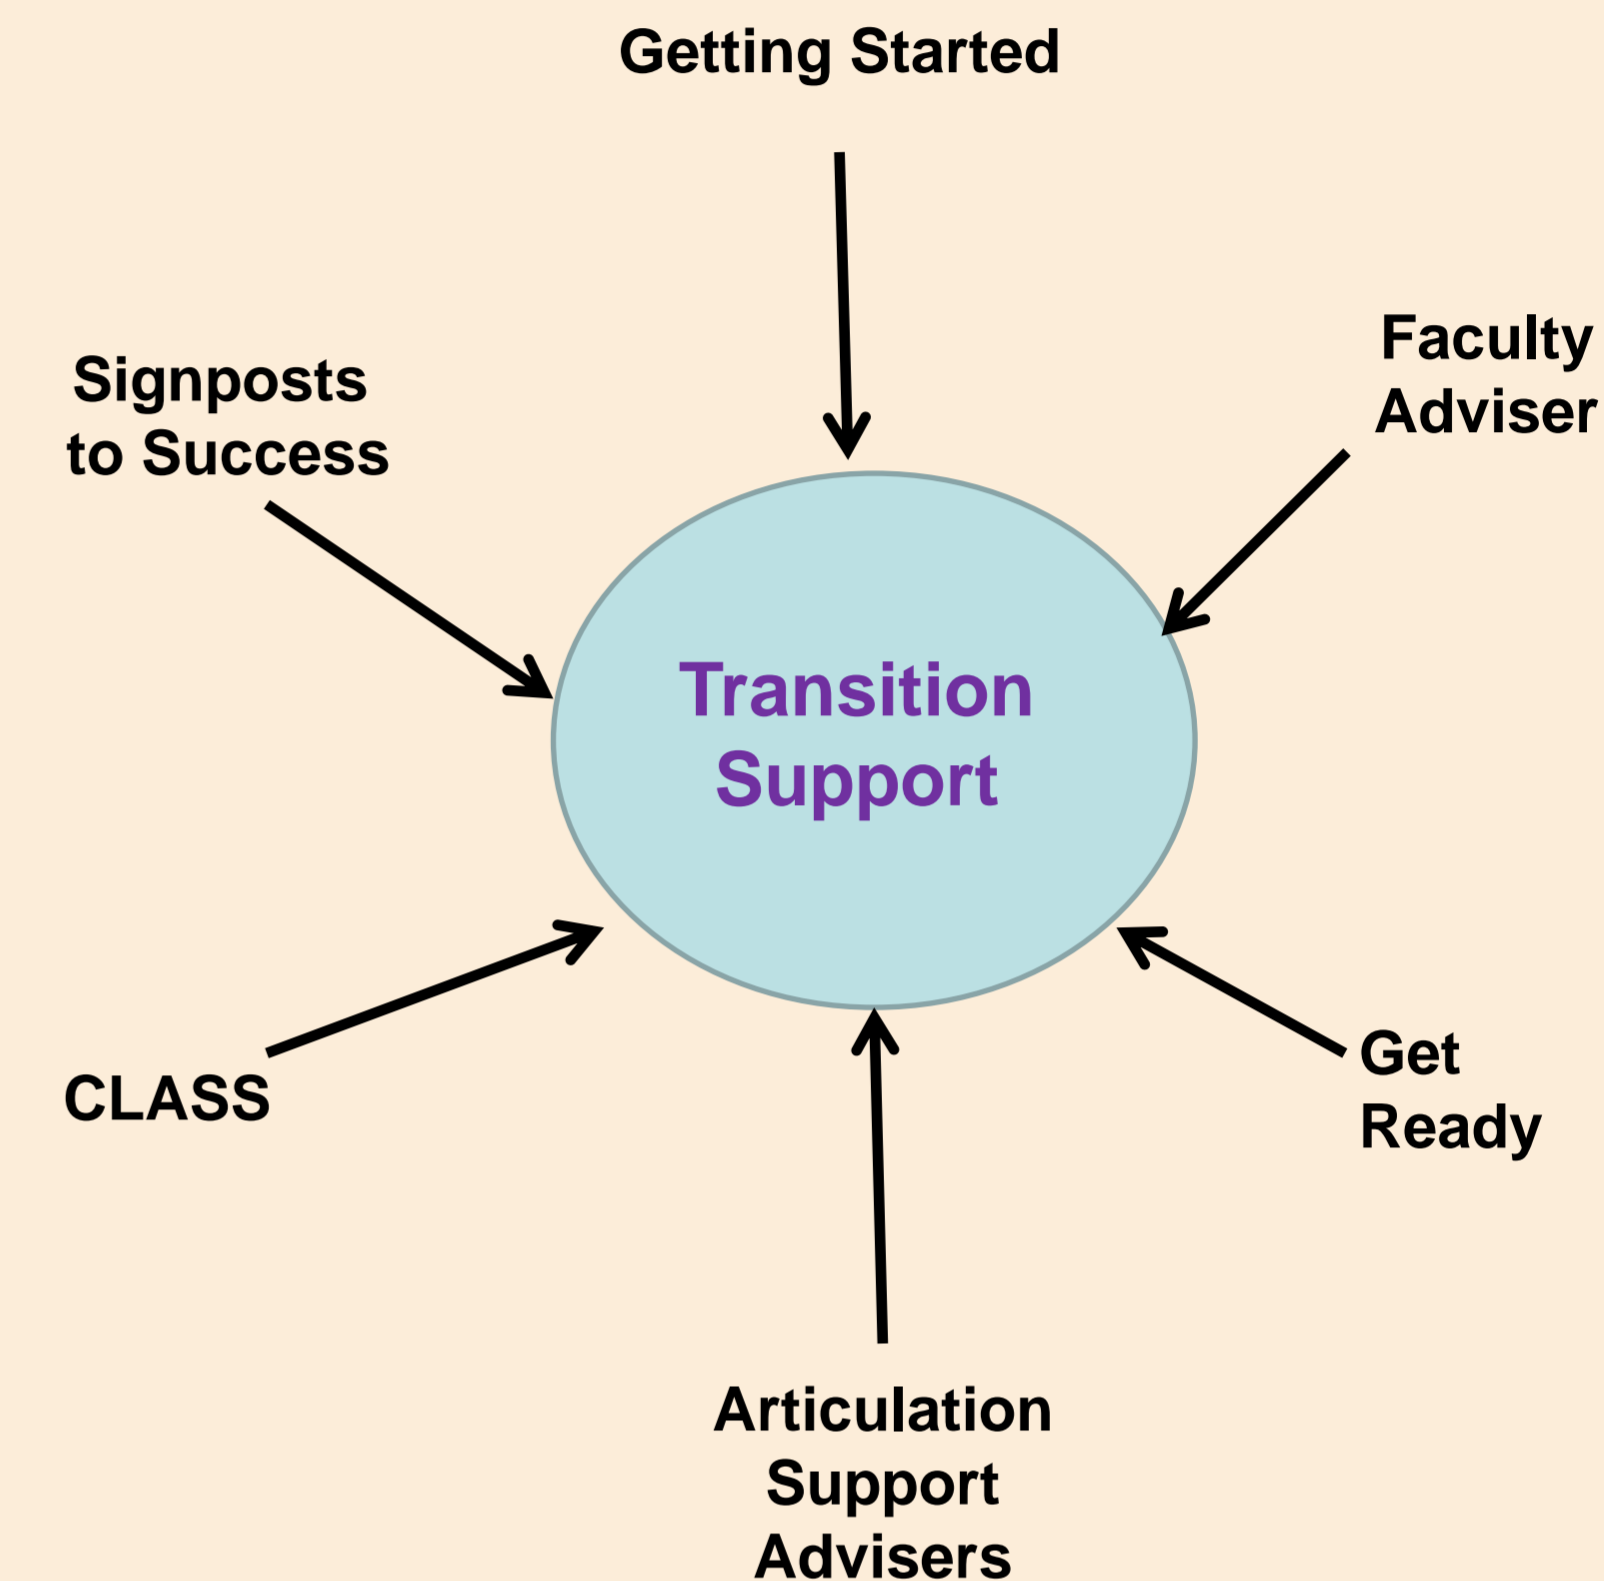 Getting Started
Faculty
Adviser
Signposts
to Success
Transition
Support
Get
Ready
CLASS
Articulation
Support
Advisers